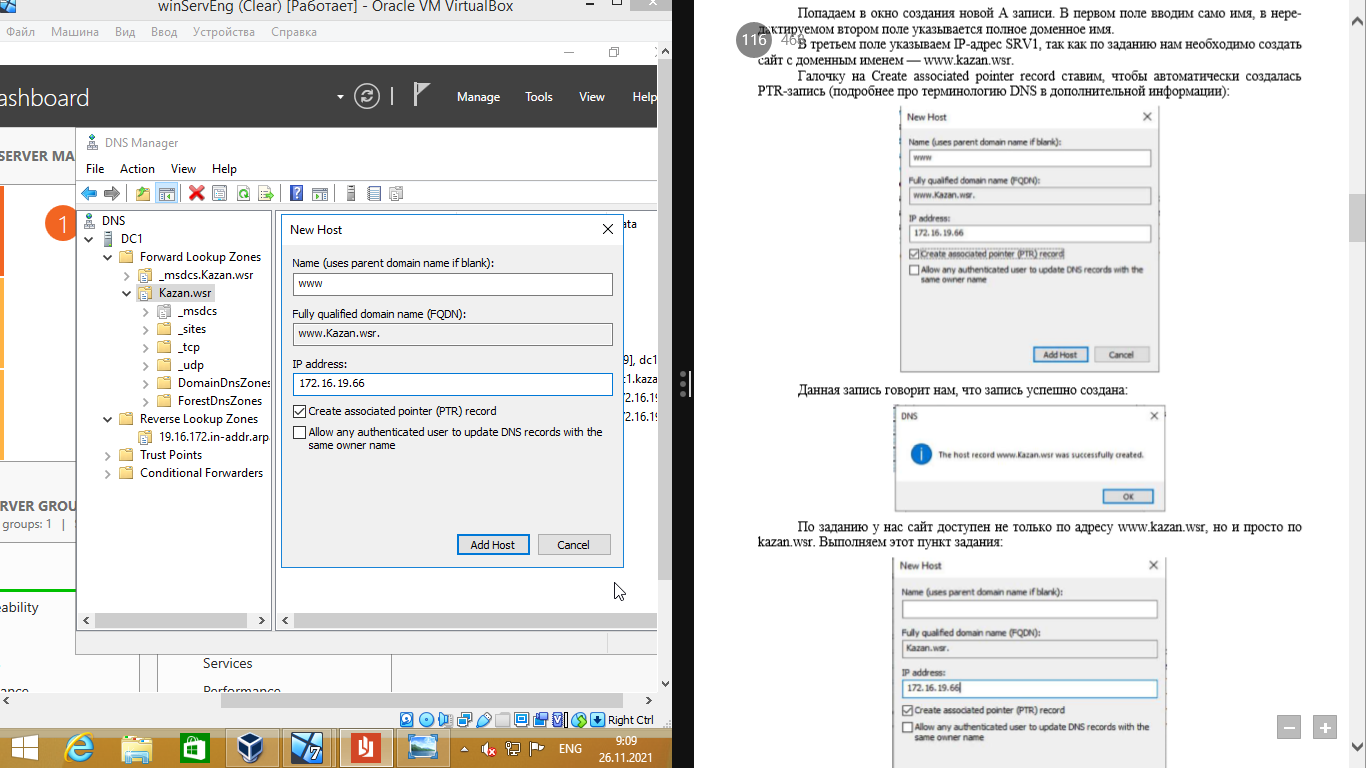 winServEng (Clear) [Работает] - Oracle VM VirtualBox
Файл Машина Вид Ввод Устройства Справка
ashboard
Manage Tools View Help
SERVER MA
1
DNS Manager
File Action View Help
DNS
DC1
Forward Lookup Zones
_msdcs.Kazan.wsr
Kazan.wsr
_msdcs
_sites
_tcp
_udp
DomainDnsZones
ForestDnsZones
Reverse Lookup Zones
19.16.172.in-addr.arp
Trust Points
Conditional Forwarders
ata
9], dc1
c1.kaza
72.16.19
72.16.19
New Host
Name (uses parent domain name if blank):
www
Fully qualified domain name (FQDN):
www.Kazan.wsr.
IP address:
172.16.19.66
Create associated pointer (PTR) record
Allow any authenticated user to update DNS records with the
same owner name
Add Host Cancel
RVER GROU
groups: 1 |
eability
Services
Performance
Right Ctrl
ENG
9:09
26.11.2021
Попадаем в окно создания новой А записи. В первом поле вводим само имя, в нере-
дактируемом втором поле указывается полное доменное имя.
116 468
В третьем поле указываем IP-адрес SRV1, так как по заданию нам необходимо создать
сайт с доменным именем — www.kazan.wsr.
Галочку на Create associated pointer record ставим, чтобы автоматически создалась
PTR-запись (подробнее про терминологию DNS в дополнительной информации):
New Host
Name (uses parent domain name if blank):
www
Fully qualified domain name (FQDN):
www.Kazan.wsr.
IP address:
172.16.19.66
Create associated pointer (PTR) record
Allow any authenticated user to update DNS records with the
same owner name
Add Host Cancel
Данная запись говорит нам, что запись успешно создана:
DNS
The host record www.Kazan.wsr was successfully created.
OK
По заданию у нас сайт доступен не только по адресу www.kazan.wsr, но и просто по
kazan.wsr. Выполняем этот пункт задания:
New Host
Name (uses parent domain name if blank):
Fully qualified domain name (FQDN):
Kazan.wsr.
IP address:
172.16.19.66
Create associated pointer (PTR) record
Allow any authenticated user to update DNS records with the
same owner name